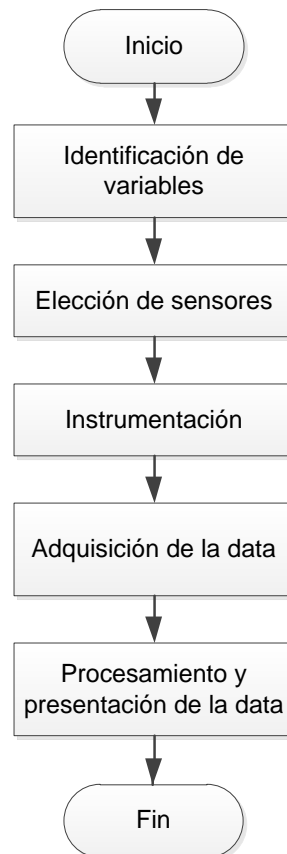 Inicio
Identificación de
variables
Elección de sensores
Instrumentación
Adquisición de la data
Procesamiento y
presentación de la data
Fin